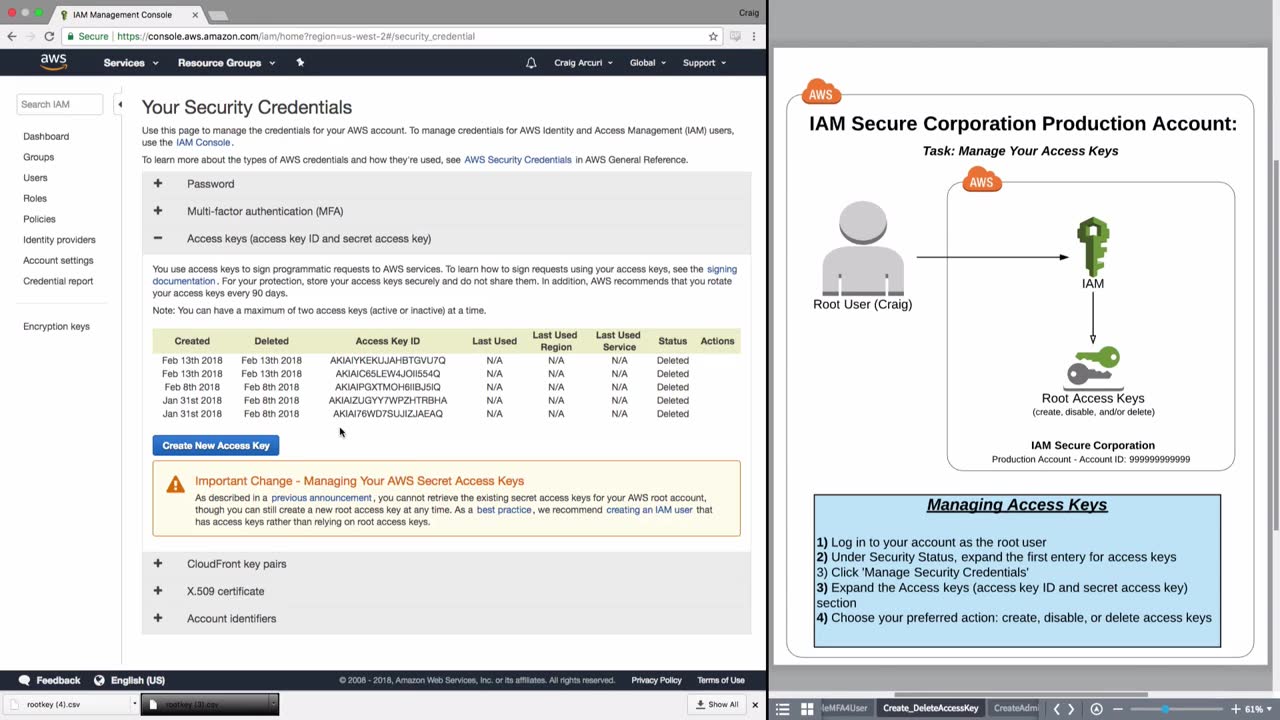 IAM Management Console
Craig
Secure
https://console.aws.amazon.com/iam/home?region=us-west-2#/security_credential
aws
Services
Resource Groups
Craig Arcuri
Global
Support
Search IAM
Dashboard
Groups
Users
Roles
Policies
Identity providers
Account settings
Credential report
Encryption keys
Your Security Credentials
Use this page to manage the credentials for your AWS account. To manage credentials for AWS Identity and Access Management (IAM) users,
use the IAM Console.
To learn more about the types of AWS credentials and how they're used, see AWS Security Credentials in AWS General Reference.
Password
Multi-factor authentication (MFA)
Access keys (access key ID and secret access key)
You use access keys to sign programmatic requests to AWS services. To learn how to sign requests using your access keys, see the signing
documentation. For your protection, store your access keys securely and do not share them. In addition, AWS recommends that you rotate
your access keys every 90 days.
Note: You can have a maximum of two access keys (active or inactive) at a time.
Created Deleted Access Key ID Last Used Last Used Region Last Used Service Status Actions
Feb 13th 2018 Feb 13th 2018 AKIAIYKEKUJAHBTGVU7Q N/A N/A N/A Deleted
Feb 13th 2018 Feb 13th 2018 AKIAIC65LEW4JOII554Q N/A N/A N/A Deleted
Feb 8th 2018 Feb 8th 2018 AKIAIPGXTMOH6IIBJ5IQ N/A N/A N/A Deleted
Jan 31st 2018 Feb 8th 2018 AKIAIZUGYY7WPZHTRBHA N/A N/A N/A Deleted
Jan 31st 2018 Feb 8th 2018 AKIAI76WD7SUJIZJAEAQ N/A N/A N/A Deleted
Create New Access Key
Important Change - Managing Your AWS Secret Access Keys
As described in a previous announcement, you cannot retrieve the existing secret access keys for your AWS root account,
though you can still create a new root access key at any time. As a best practice, we recommend creating an IAM user that
has access keys rather than relying on root access keys.
CloudFront key pairs
X.509 certificate
Account identifiers
Feedback
English (US)
© 2008 - 2018, Amazon Web Services, Inc. or its affiliates. All rights reserved.
Privacy Policy
Terms of Use
rootkey (4).csv
rootkey (3).csv
Show All
AWS
IAM Secure Corporation Production Account:
Task: Manage Your Access Keys
AWS
Root User (Craig)
IAM
Root Access Keys
(create, disable, and/or delete)
IAM Secure Corporation
Production Account - Account ID: 999999999999
Managing Access Keys
1) Log in to your account as the root user
2) Under Security Status, expand the first entery for access keys
3) Click 'Manage Security Credentials'
3) Expand the Access keys (access key ID and secret access key)
section
4) Choose your preferred action: create, disable, or delete access keys
leMFA4User
Create_DeleteAccessKey
CreateAdm
61%